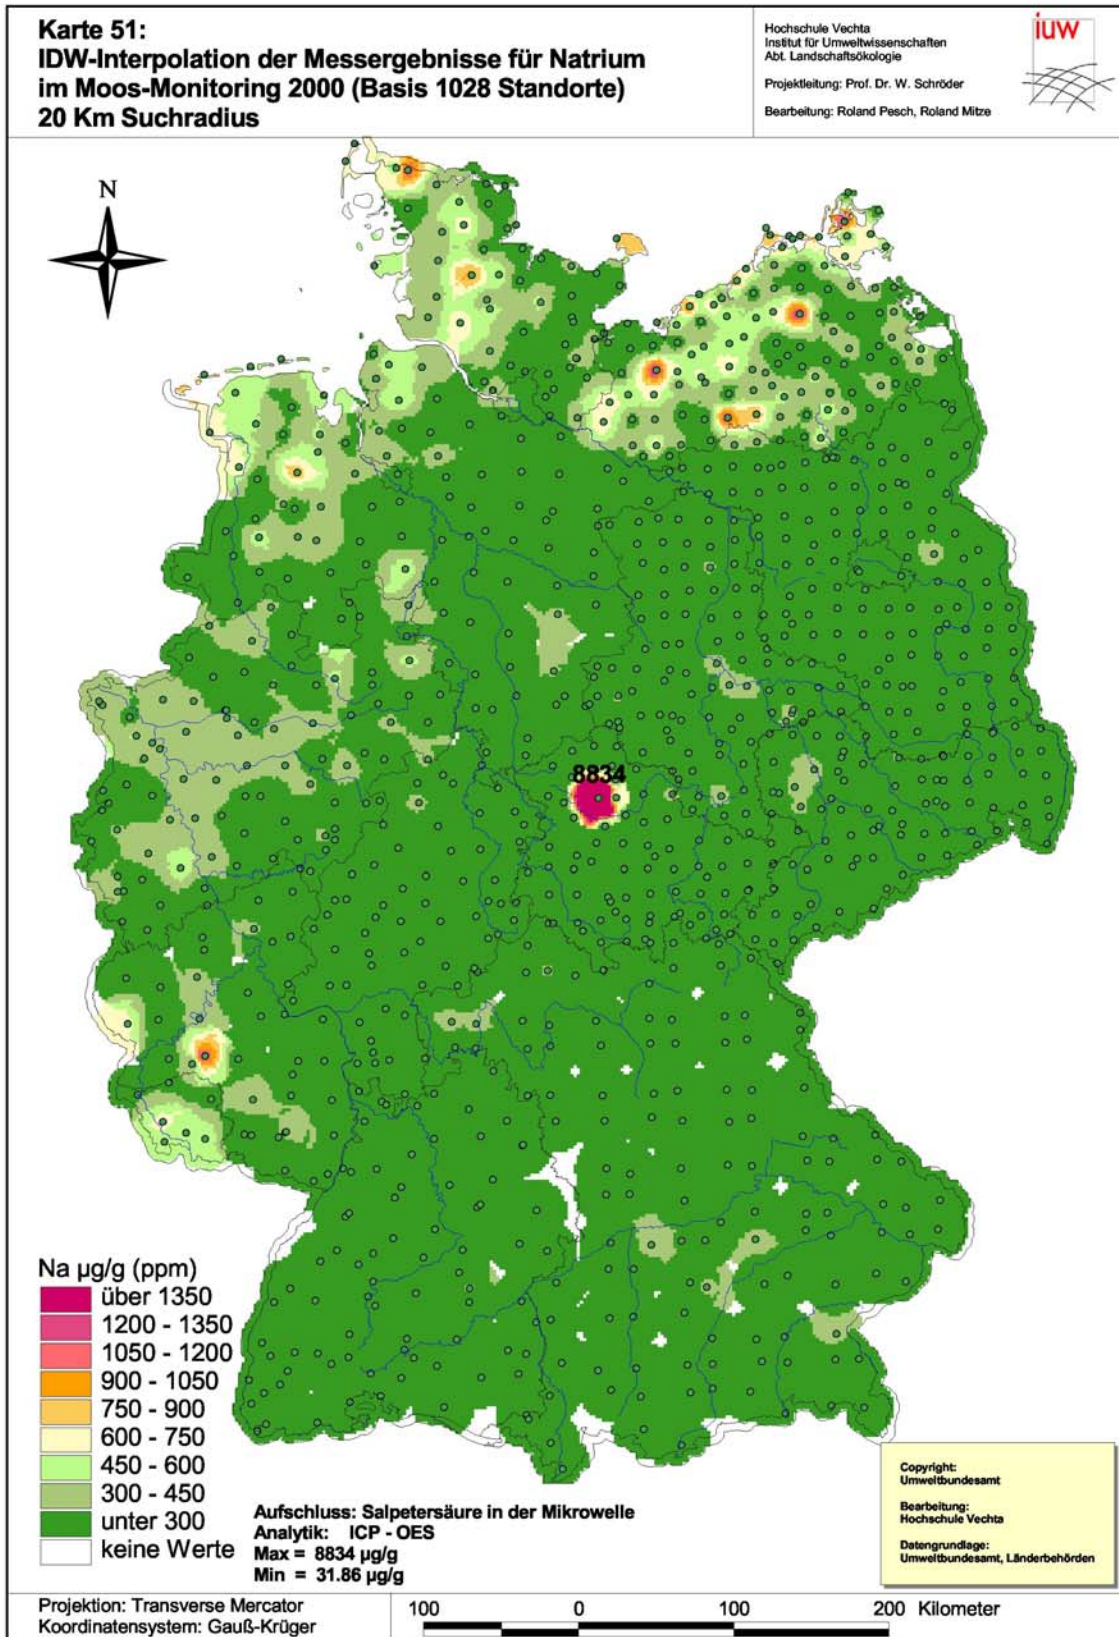 Karte 51:
IDW-Interpolation der Messergebnisse für Natrium
im Moos-Monitoring 2000 (Basis 1028 Standorte)
20 Km Suchradius
Hochschule Vechta
Institut für Umweltwissenschaften
Abt. Landschaftsökologie
Projektleitung: Prof. Dr. W. Schröder
Bearbeitung: Roland Pesch, Roland Mitze
iuw
N
8834
Na µg/g (ppm)
über 1350
1200 - 1350
1050 - 1200
900 - 1050
750 - 900
600 - 750
450 - 600
300 - 450
unter 300
keine Werte
Aufschluss: Salpetersäure in der Mikrowelle
Analytik: ICP - OES
Max = 8834 µg/g
Min = 31.86 µg/g
Copyright:
Umweltbundesamt
Bearbeitung:
Hochschule Vechta
Datengrundlage:
Umweltbundesamt, Länderbehörden
Projektion: Transverse Mercator
Koordinatensystem: Gauß-Krüger
100 0 100 200 Kilometer